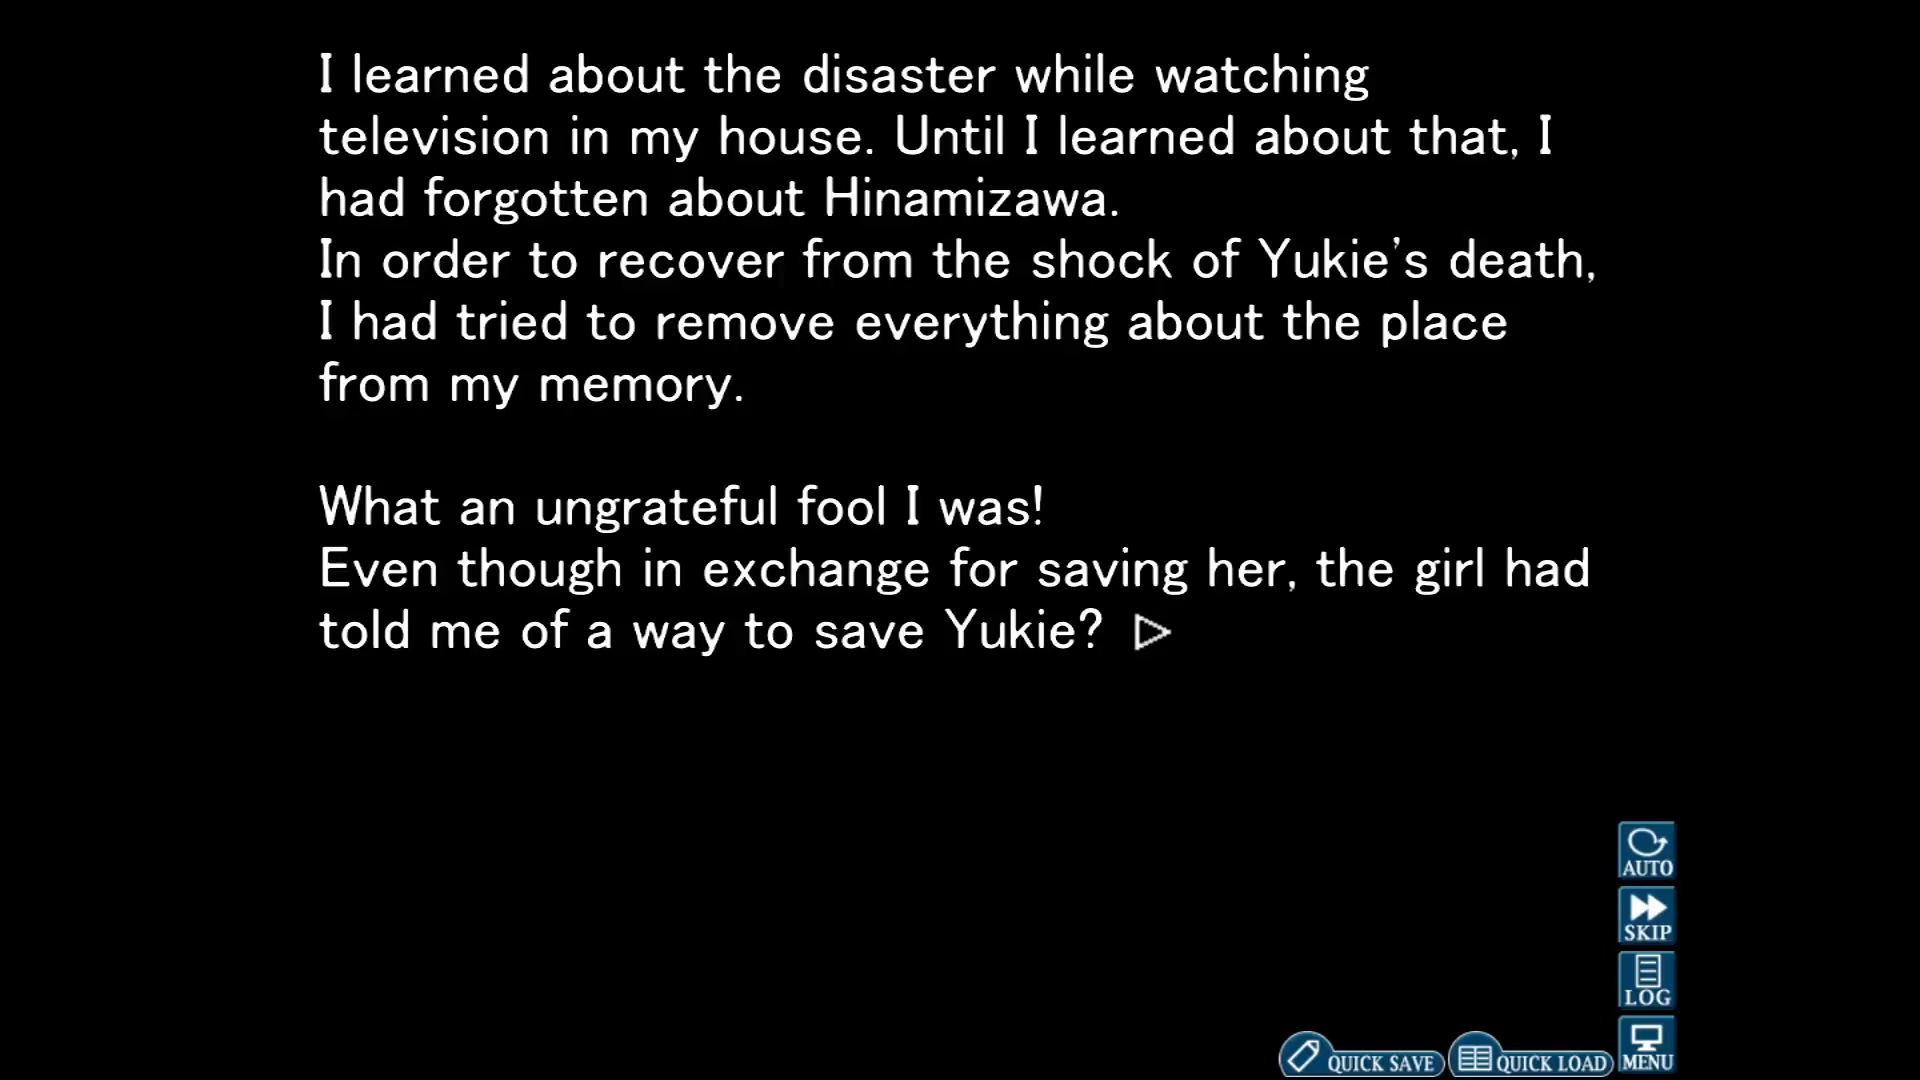 I learned about the disaster while watching
television in my house. Until I learned about that, I
had forgotten about Hinamizawa.
In order to recover from the shock of Yukie's death,
I had tried to remove everything about the place
from my memory.
What an ungrateful fool I was!
Even though in exchange for saving her, the girl had
told me of a way to save Yukie?
AUTO
SKIP
LOG
MENU
QUICK SAVE
QUICK LOAD